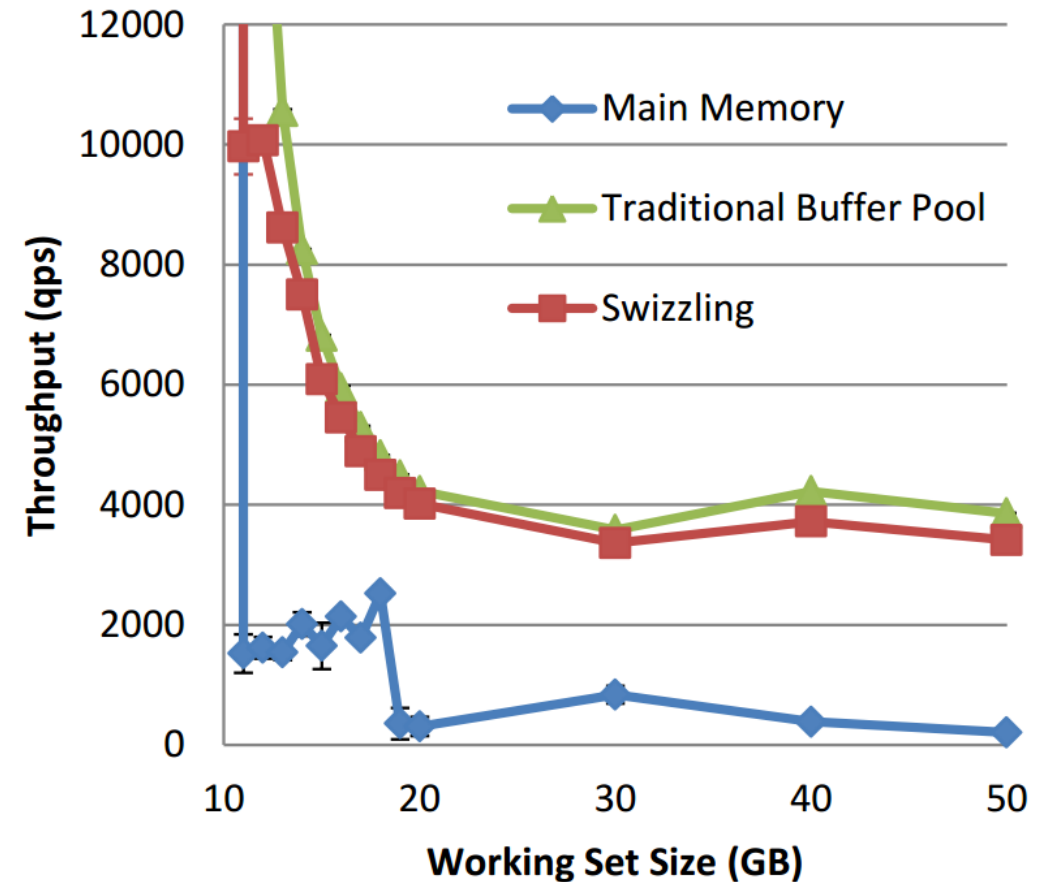 12000
10000
8000
6000
4000
2000
0
Throughput (qps)
Main Memory
Traditional Buffer Pool
Swizzling
10 20 30 40 50
Working Set Size (GB)